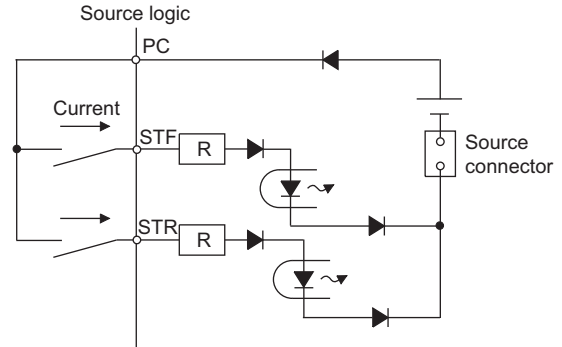 Source logic
PC
Current
STF
R
Source
connector
STR
R